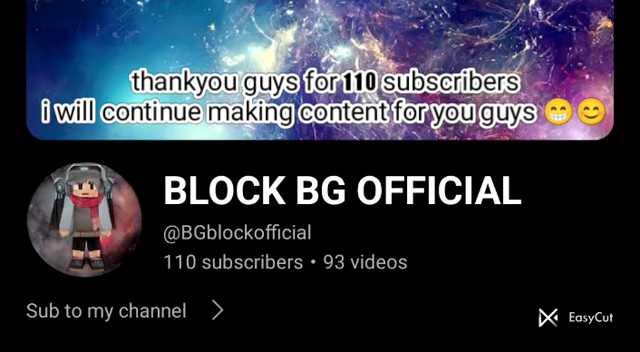 thankyou guys for 110 subscribers
i will continue making content for you guys 😁😊
BLOCK BG OFFICIAL
@BGblockofficial
110 subscribers • 93 videos
Sub to my channel
EasyCut